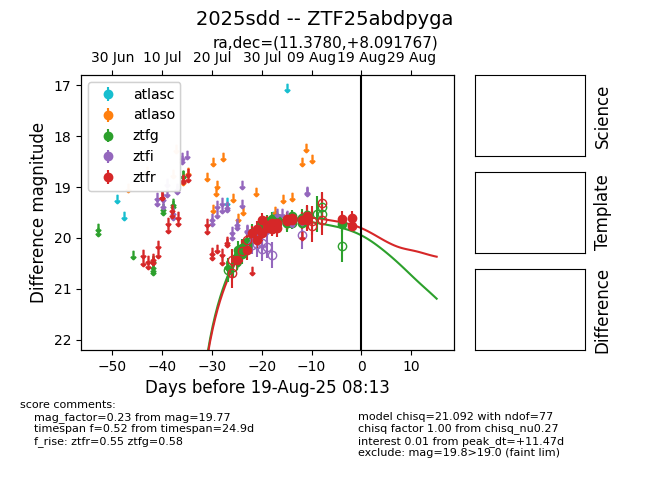 2025sdd -- ZTF25abdpyga
ra,dec=(11.3780,+8.091767)
30 Jun 10 Jul 20 Jul 30 Jul 09 Aug 19 Aug 29 Aug
17
18
19
20
21
22
Difference magnitude
atlasc
atlaso
ztfg
ztfi
ztfr
−50 −40 −30 −20 −10 0 10
Days before 19-Aug-25 08:13
Science
Template
Difference
score comments:
mag_factor=0.23 from mag=19.77
timespan f=0.52 from timespan=24.9d
f_rise: ztfr=0.55 ztfg=0.58
model chisq=21.092 with ndof=77
chisq factor 1.00 from chisq_nu0.27
interest 0.01 from peak_dt=+11.47d
exclude: mag=19.8>19.0 (faint lim)